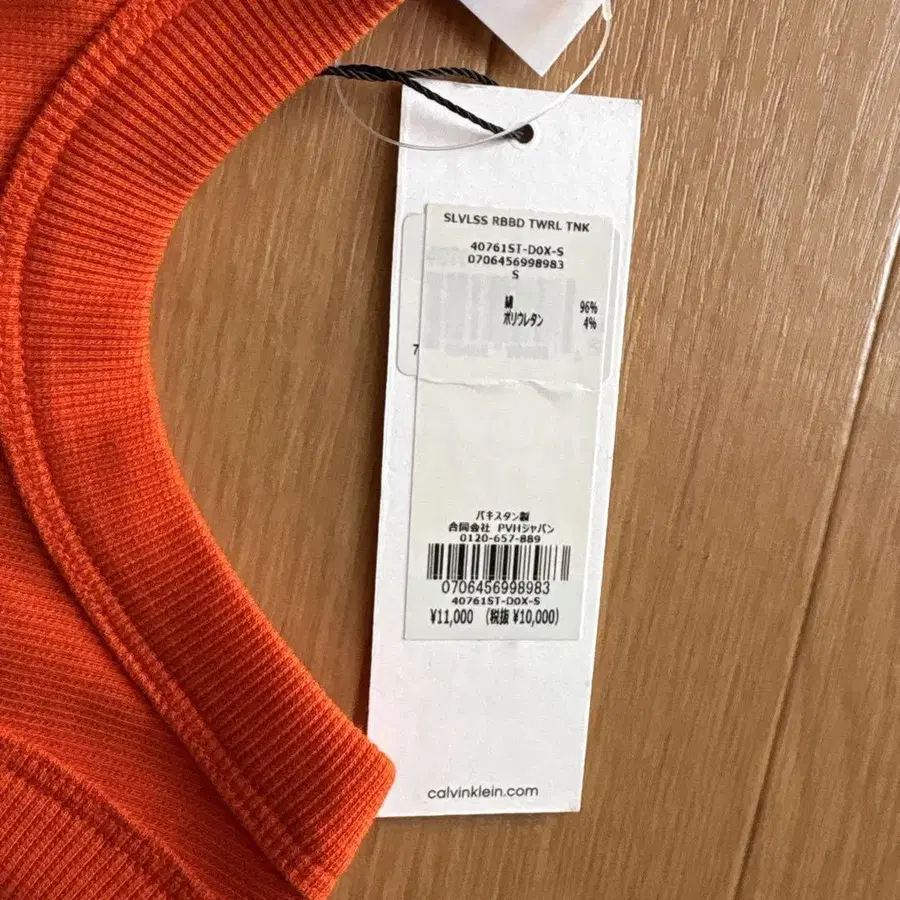 SLVLSS RBBD TWRL TNK
40761ST-D0X-S
0706456998983
S
綿 96%
ポリウレタン 4%
7
パキスタン製
合同会社 PVHジャパン
0120-657-889
0706456998983
40761ST-D0X-S
¥11,000 (税抜 ¥10,000)
calvinklein.com